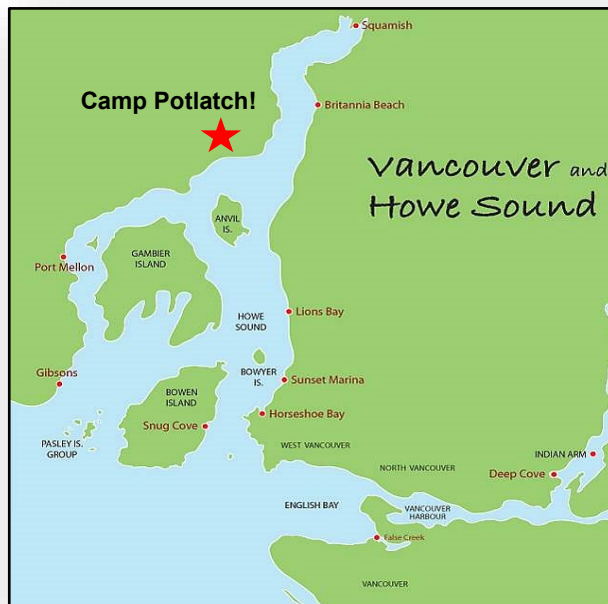 Squamish
Camp Potlatch!
Britannia Beach
Vancouver and
Howe Sound
ANVIL
IS.
GAMBIER
ISLAND
Port Mellon
HOWE
SOUND
Lions Bay
Gibsons
BOWYER
IS.
Sunset Marina
BOWEN
ISLAND
Horseshoe Bay
Snug Cove
PASLEY IS.
GROUP
WEST VANCOUVER
NORTH VANCOUVER
INDIAN ARM
Deep Cove
ENGLISH BAY
VANCOUVER
HARBOUR
False Creek
VANCOUVER